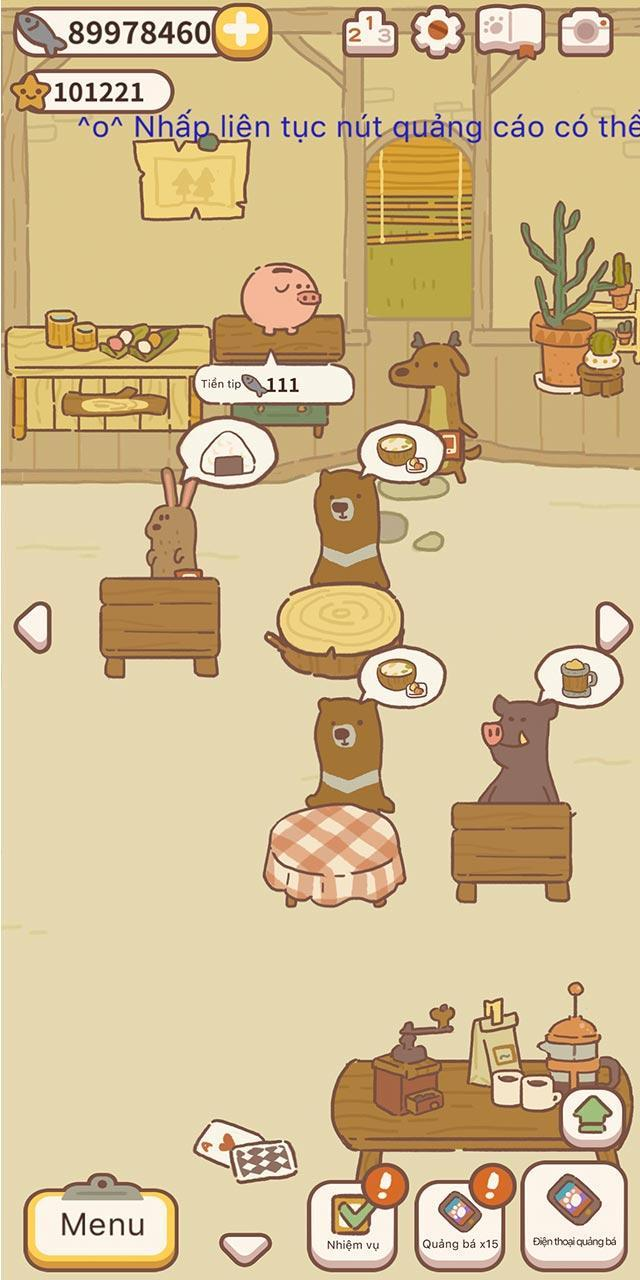 89978460
1
2 3
101221
^o^ Nhấp liên tục nút quảng cáo có thể
Tiền tip 111
Menu
Nhiệm vụ
Quảng bá x15
Điện thoại quảng bá
A